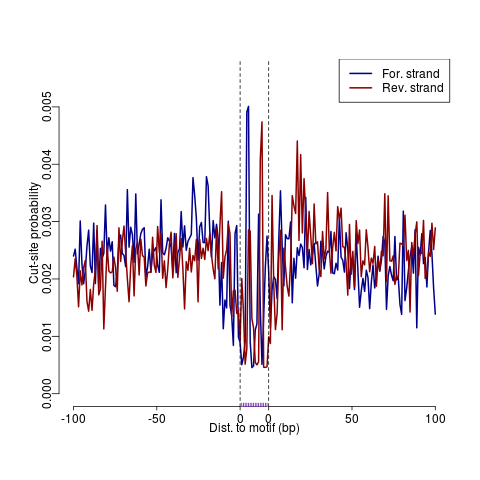 For. strand
Rev. strand
Cut-site probability
0.005
0.004
0.003
0.002
0.001
0.000
-100 -50 0 0 50 100
Dist. to motif (bp)